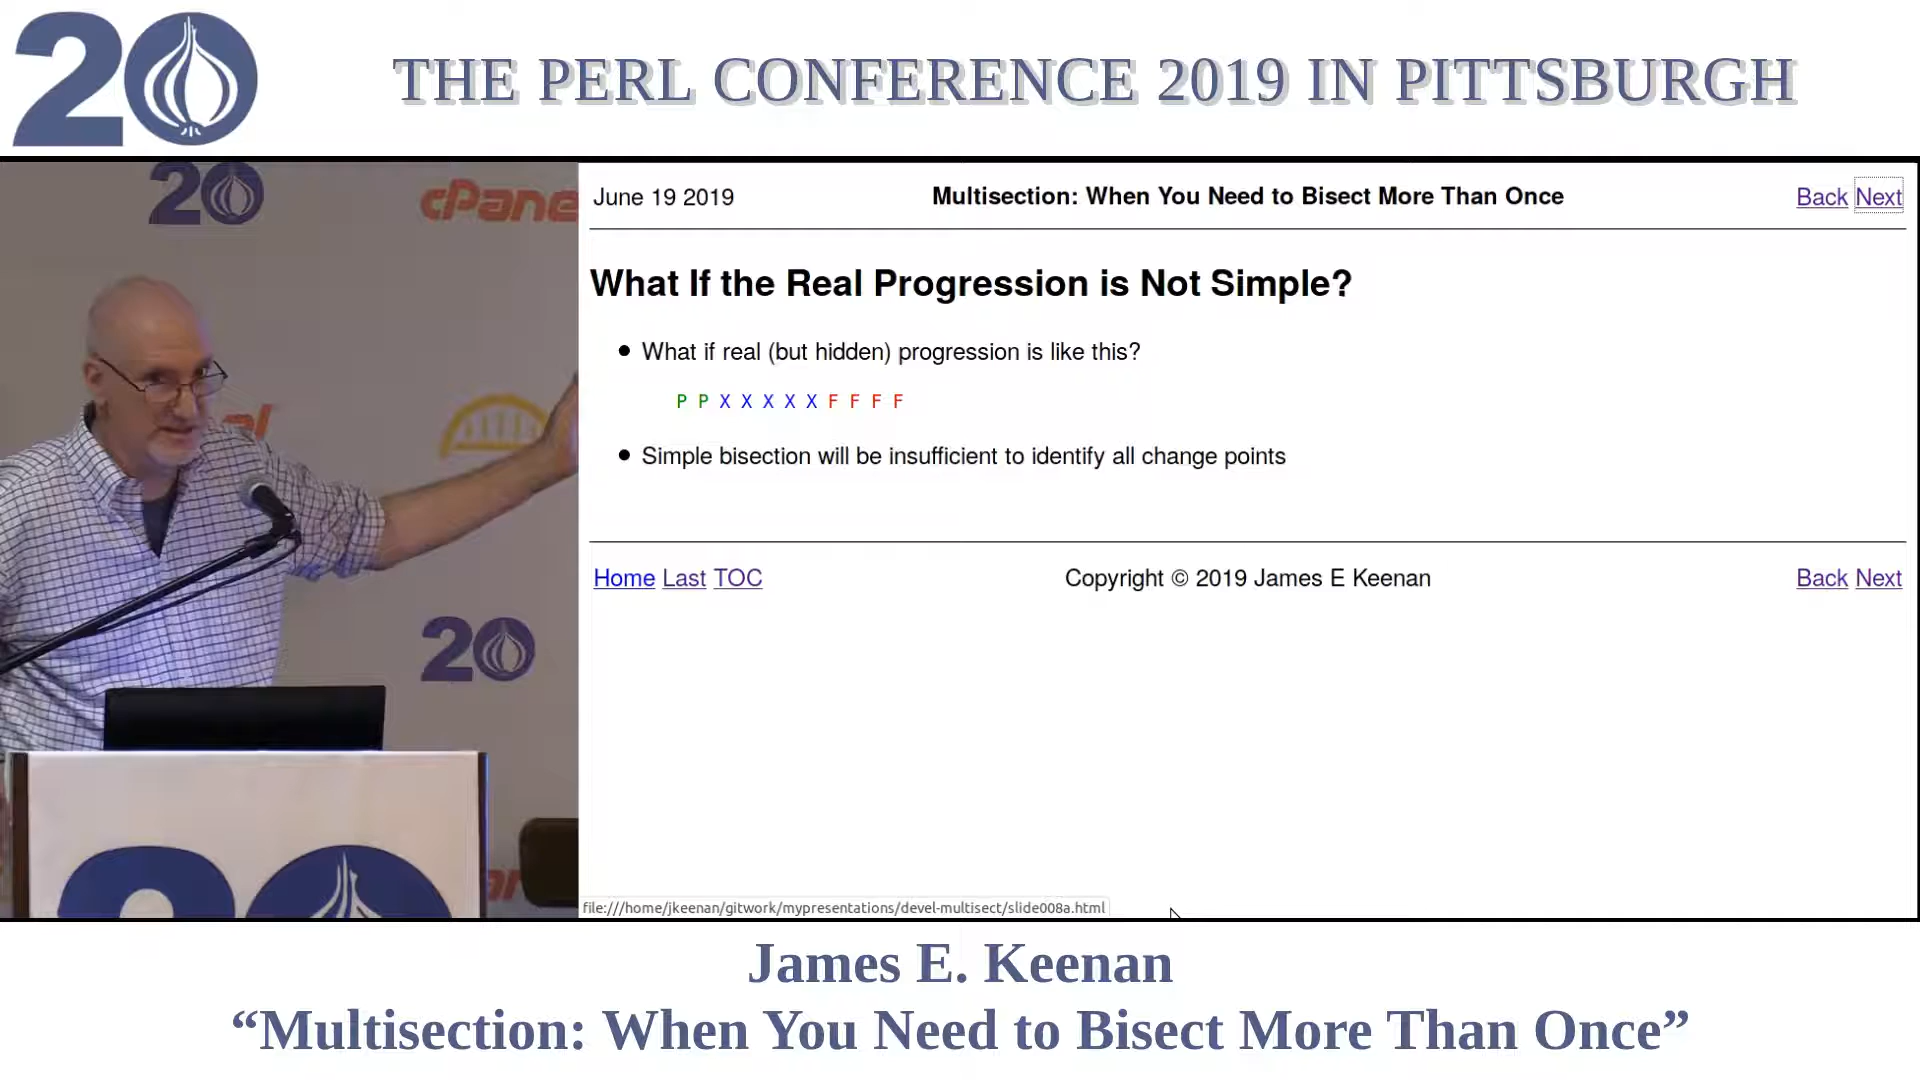 20
THE PERL CONFERENCE 2019 IN PITTSBURGH
20
cPane
June 19 2019
Multisection: When You Need to Bisect More Than Once
Back Next
What If the Real Progression is Not Simple?
What if real (but hidden) progression is like this?
P P X X X X X F F F F
Simple bisection will be insufficient to identify all change points
20
Home Last TOC
Copyright © 2019 James E Keenan
Back Next
20
file:///home/jkeenan/gitwork/mypresentations/devel-multisect/slide008a.html
James E. Keenan
“Multisection: When You Need to Bisect More Than Once”